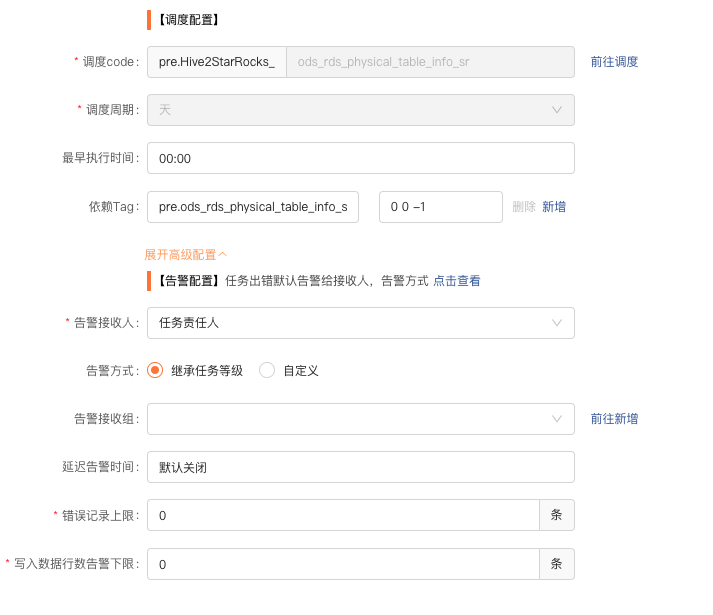 【调度配置】
* 调度code: pre.Hive2StarRocks_ ods_rds_physical_table_info_sr 前往调度
* 调度周期: 天
最早执行时间: 00:00
依赖Tag: pre.ods_rds_physical_table_info_s 0 0 -1 删除 新增
展开高级配置
【告警配置】任务出错默认告警给接收人，告警方式 点击查看
* 告警接收人: 任务责任人
告警方式: 继承任务等级 自定义
告警接收组: 前往新增
延迟告警时间: 默认关闭
* 错误记录上限: 0 条
* 写入数据行数告警下限: 0 条